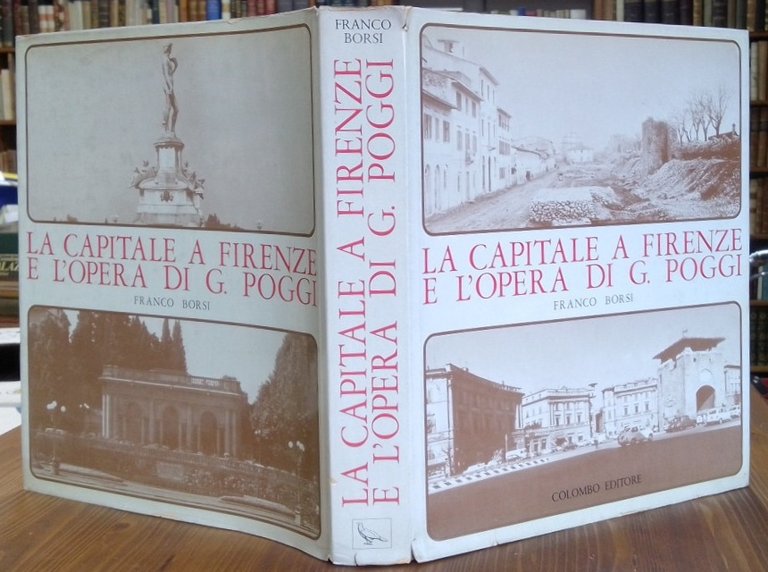 LA CAPITALE A FIRENZE
E L'OPERA DI G. POGGI
FRANCO BORSI
FRANCO
BORSI
LA CAPITALE A FIRENZE
E L'OPERA DI G. POGGI
LA CAPITALE A FIRENZE
E L'OPERA DI G. POGGI
FRANCO BORSI
COLOMBO EDITORE